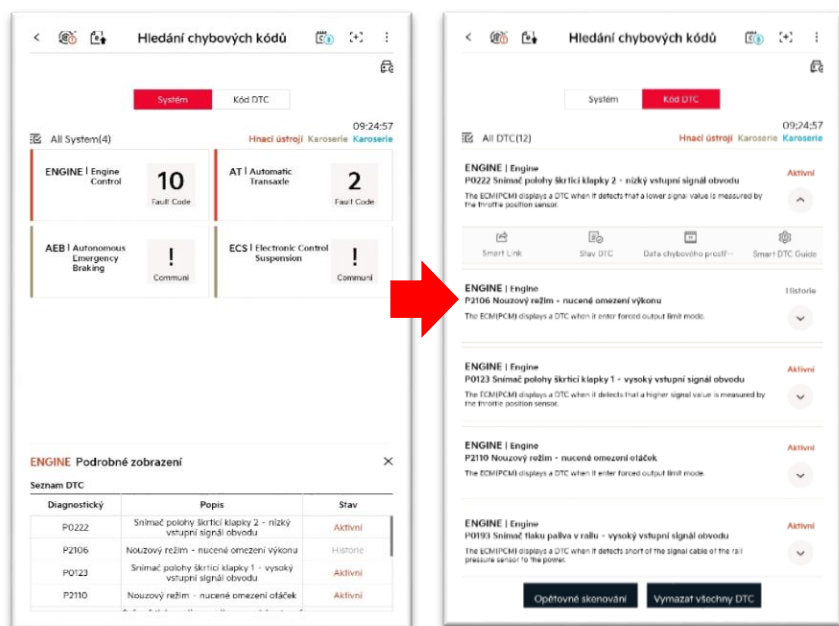 Hledání chybových kódů
Systém
Kód DTC
09:24:57
All System(4)
Hnací ústrojí Karoserie Karoserie
ENGINE | Engine
Control
10
Fault Code
AT | Automatic
Transaxle
2
Fault Code
AEB | Autonomous
Emergency
Braking
!
Communi
ECS | Electronic Control
Suspension
!
Communi
ENGINE Podrobné zobrazení
Seznam DTC
Diagnostický Popis Stav
P0222 Snímač polohy škrticí klapky 2 - nízký
vstupní signál obvodu Aktivní
P2106 Nouzový režim - nucené omezení výkonu Historie
P0123 Snímač polohy škrticí klapky 1 - vysoký
vstupní signál obvodu Aktivní
P2110 Nouzový režim - nucené omezení otáček Aktivní
Hledání chybových kódů
Systém
Kód DTC
09:24:57
All DTC(12)
Hnací ústrojí Karoserie Karoserie
ENGINE | Engine
P0222 Snímač polohy škrticí klapky 2 - nízký vstupní signál obvodu
Aktivní
The ECM(PCM) displays a DTC when it detects that a lower signal value is measured by
the throttle position sensor.
Smart Link
Stav DTC
Data chybového prostř···
Smart DTC Guide
ENGINE | Engine
Historie
P2106 Nouzový režim - nucené omezení výkonu
The ECM(PCM) displays a DTC when it enter forced output limit mode.
ENGINE | Engine
Aktivní
P0123 Snímač polohy škrticí klapky 1 - vysoký vstupní signál obvodu
The ECM(PCM) displays a DTC when it detects that a higher signal value is measured by
the throttle position sensor.
ENGINE | Engine
Aktivní
P2110 Nouzový režim - nucené omezení otáček
The ECM(PCM) displays a DTC when it enter forced output limit mode.
ENGINE | Engine
Aktivní
P0193 Snímač tlaku paliva v railu - vysoký vstupní signál obvodu
The ECM(PCM) displays a DTC when it detects short of the signal cable of the rail
pressure sensor to the power.
Opětovné skenování
Vymazat všechny DTC